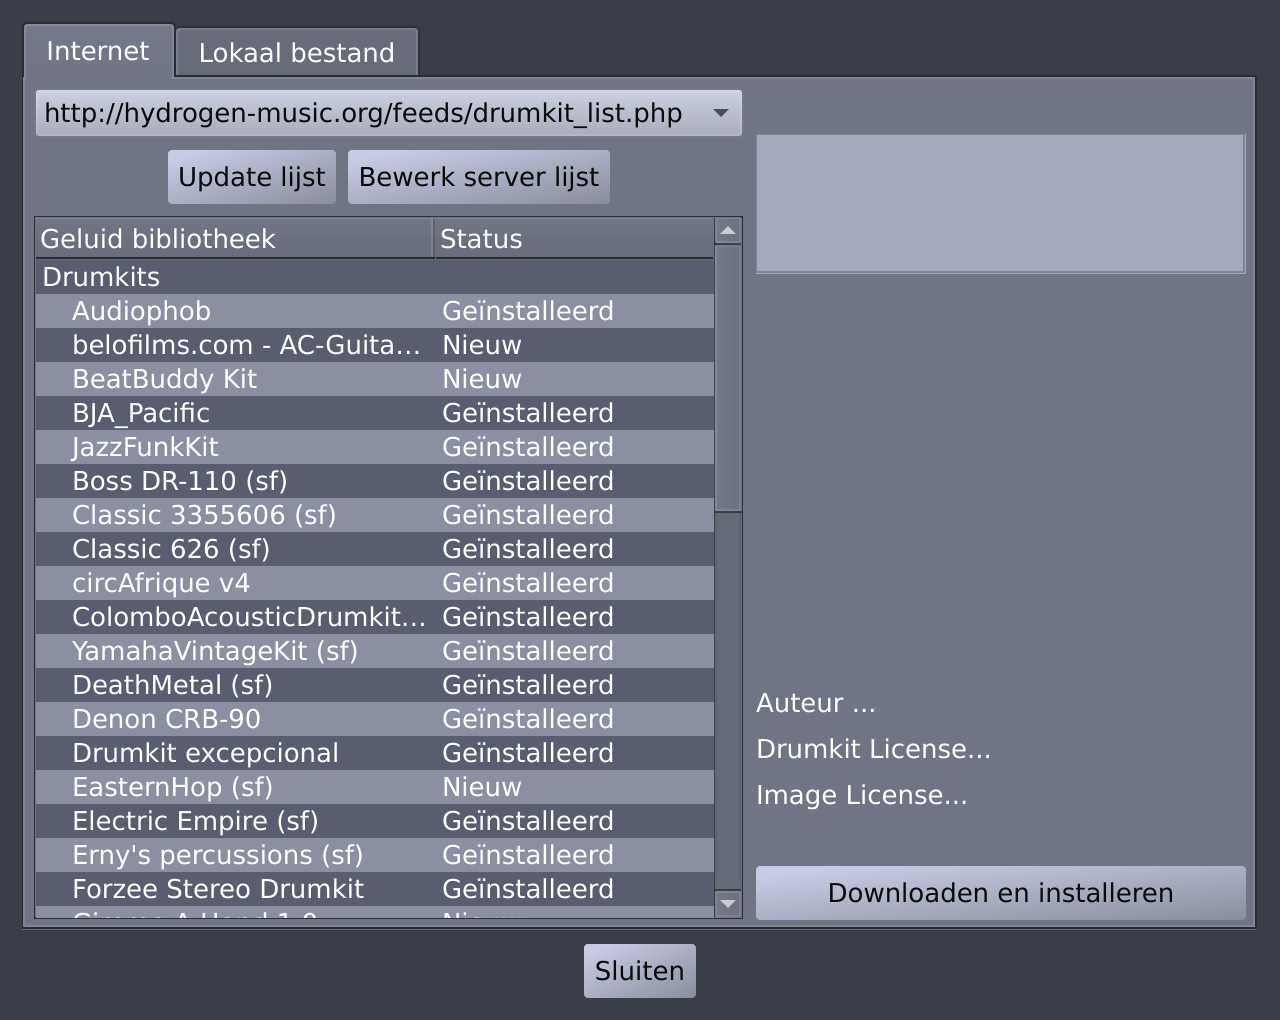 Internet
Lokaal bestand
http://hydrogen-music.org/feeds/drumkit_list.php
Update lijst
Bewerk server lijst
Geluid bibliotheek Status
Drumkits
Audiophob Geïnstalleerd
belofilms.com - AC-Guita... Nieuw
BeatBuddy Kit Nieuw
BJA_Pacific Geïnstalleerd
JazzFunkKit Geïnstalleerd
Boss DR-110 (sf) Geïnstalleerd
Classic 3355606 (sf) Geïnstalleerd
Classic 626 (sf) Geïnstalleerd
circAfrique v4 Geïnstalleerd
ColomboAcousticDrumkit... Geïnstalleerd
YamahaVintageKit (sf) Geïnstalleerd
DeathMetal (sf) Geïnstalleerd
Denon CRB-90 Geïnstalleerd
Drumkit excepcional Geïnstalleerd
EasternHop (sf) Nieuw
Electric Empire (sf) Geïnstalleerd
Erny's percussions (sf) Geïnstalleerd
Forzee Stereo Drumkit Geïnstalleerd
Auteur ...
Drumkit License...
Image License...
Downloaden en installeren
Sluiten